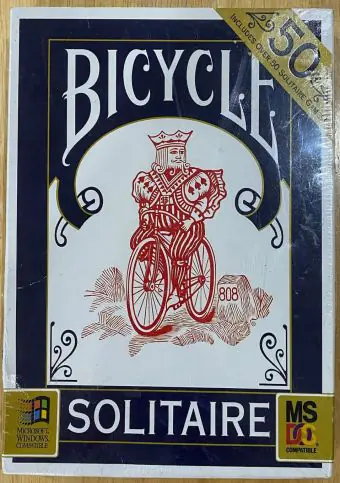 BICYCLE
50
INCLUDES OVER 50 SOLITAIRE GAMES
808
SOLITAIRE
MICROSOFT
WINDOWS
COMPATIBLE
MS
DOS
COMPATIBLE